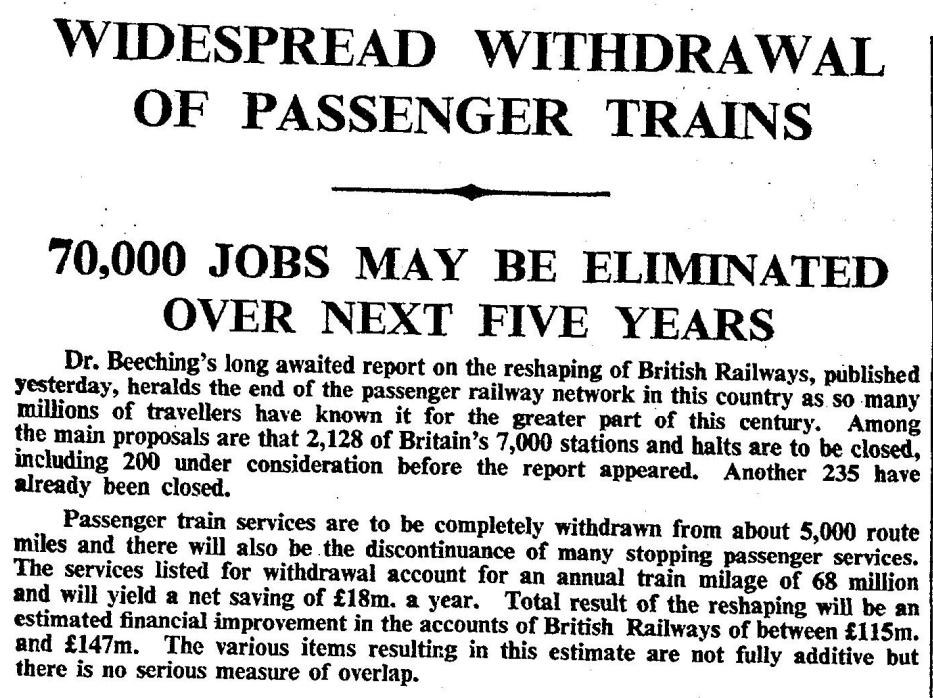 WIDESPREAD WITHDRAWAL
OF PASSENGER TRAINS
70,000 JOBS MAY BE ELIMINATED
OVER NEXT FIVE YEARS
Dr. Beeching's long awaited report on the reshaping of British Railways, published
yesterday, heralds the end of the passenger railway network in this country as so many
millions of travellers have known it for the greater part of this century. Among
the main proposals are that 2,128 of Britain's 7,000 stations and halts are to be closed,
including 200 under consideration before the report appeared. Another 235 have
already been closed.
Passenger train services are to be completely withdrawn from about 5,000 route
miles and there will also be the discontinuance of many stopping passenger services.
The services listed for withdrawal account for an annual train milage of 68 million
and will yield a net saving of £18m. a year. Total result of the reshaping will be an
estimated financial improvement in the accounts of British Railways of between £115m.
and £147m. The various items resulting in this estimate are not fully additive but
there is no serious measure of overlap.